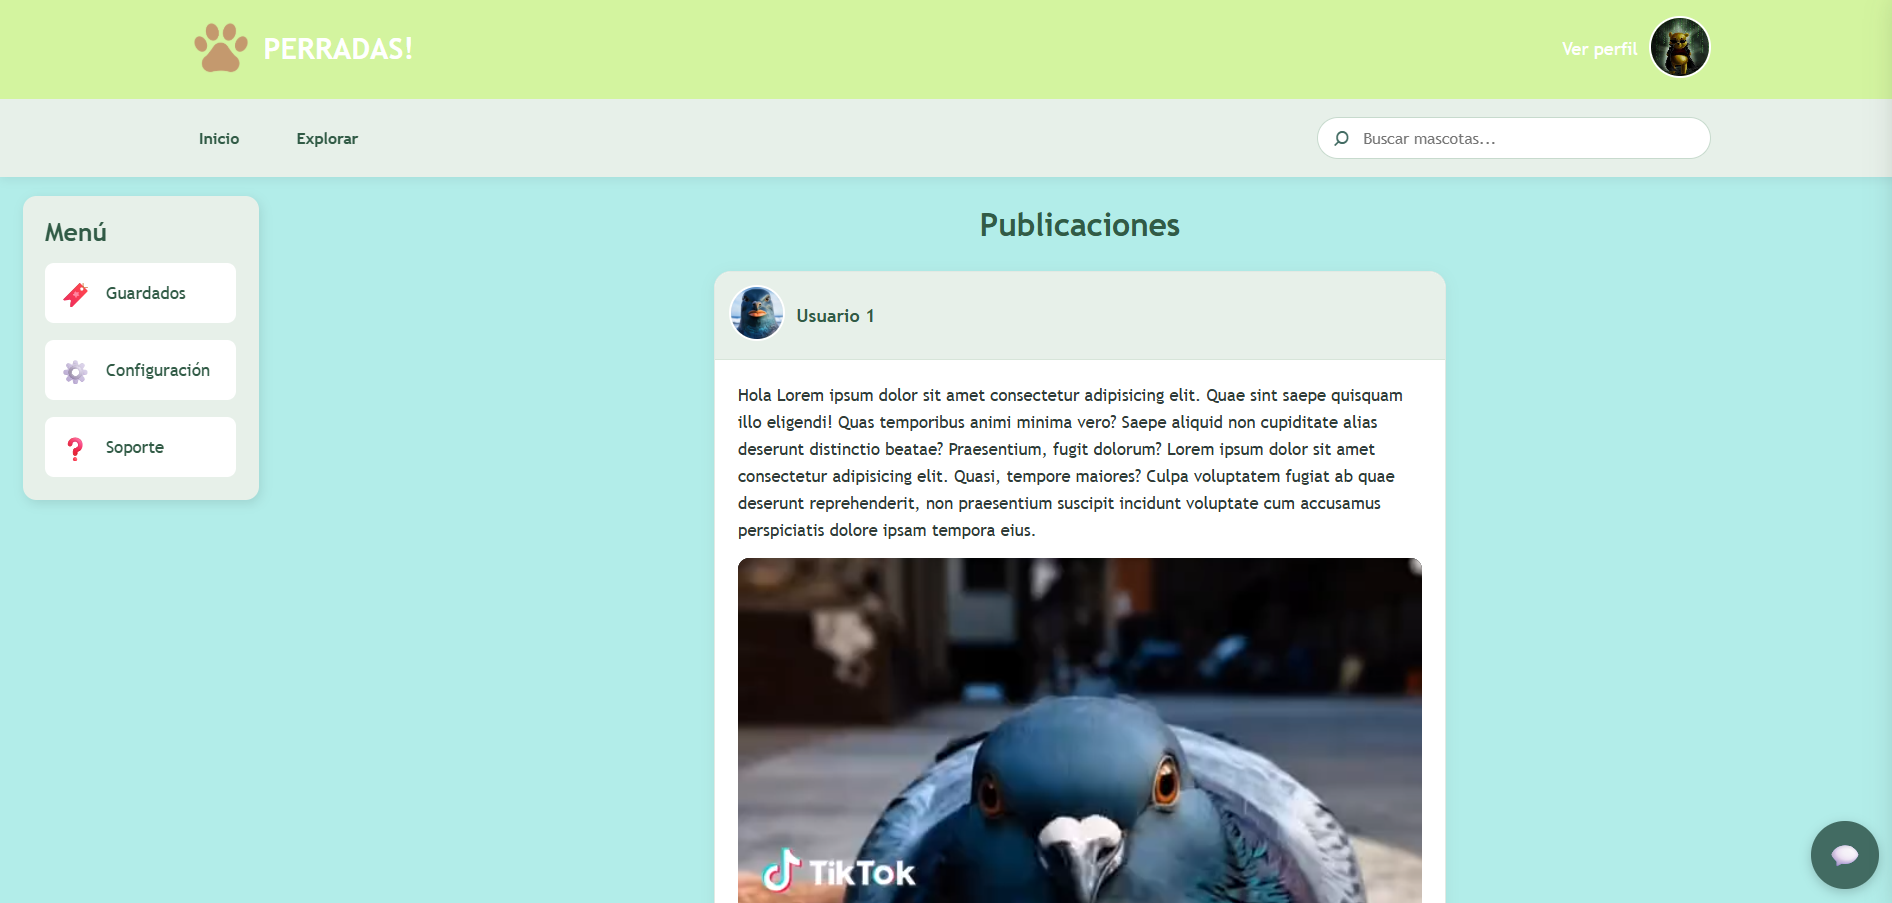 PERRADAS!
Ver perfil
Inicio
Explorar
Buscar mascotas...
Menú
Guardados
Configuración
Soporte
Publicaciones
Usuario 1
Hola Lorem ipsum dolor sit amet consectetur adipisicing elit. Quae sint saepe quisquam
illo eligendi! Quas temporibus animi minima vero? Saepe aliquid non cupiditate alias
deserunt distinctio beatae? Praesentium, fugit dolorum? Lorem ipsum dolor sit amet
consectetur adipisicing elit. Quasi, tempore maiores? Culpa voluptatem fugiat ab quae
deserunt reprehenderit, non praesentium suscipit incidunt voluptate cum accusamus
perspiciatis dolore ipsam tempora eius.
TikTok